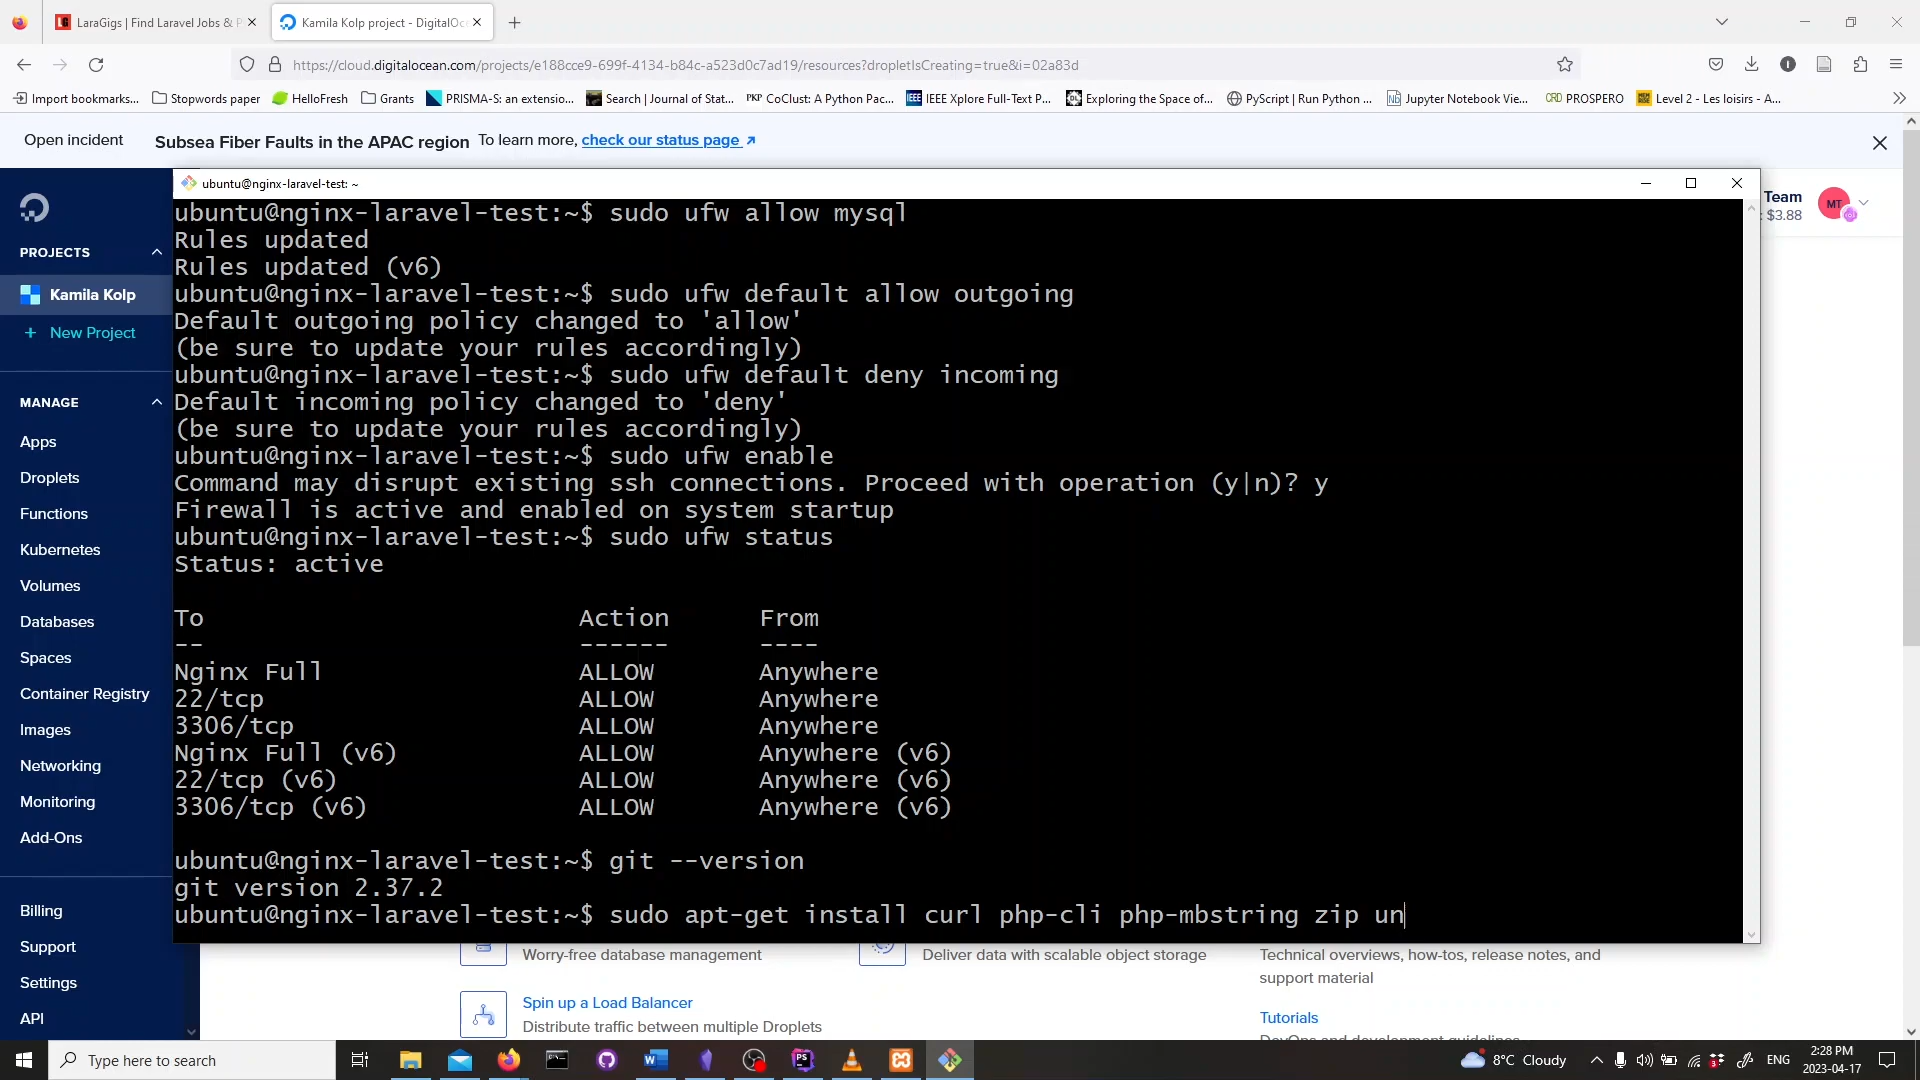 LaraGigs | Find Laravel Jobs & P
Kamila Kolp project - DigitalOc
https://cloud.digitalocean.com/projects/e188cce9-699f-4134-b84c-a523d0c7ad19/resources?dropletIsCreating=true&i=02a83d
Import bookmarks...
Stopwords paper
HelloFresh
Grants
PRISMA-S: an extensio...
Search | Journal of Stat...
PKP CoClust: A Python Pac...
IEEE IEEE Xplore Full-Text P...
Exploring the Space of...
PyScript | Run Python ...
Nb Jupyter Notebook Vie...
CRD PROSPERO
Level 2 - Les loisirs - A...
Open incident
Subsea Fiber Faults in the APAC region To learn more, check our status page
ubuntu@nginx-laravel-test: ~
Team
: $3.88
MT
PROJECTS
Kamila Kolp
+ New Project
MANAGE
Apps
Droplets
Functions
Kubernetes
Volumes
Databases
Spaces
Container Registry
Images
Networking
Monitoring
Add-Ons
Billing
Support
Settings
API
ubuntu@nginx-laravel-test:~$ sudo ufw allow mysql
Rules updated
Rules updated (v6)
ubuntu@nginx-laravel-test:~$ sudo ufw default allow outgoing
Default outgoing policy changed to 'allow'
(be sure to update your rules accordingly)
ubuntu@nginx-laravel-test:~$ sudo ufw default deny incoming
Default incoming policy changed to 'deny'
(be sure to update your rules accordingly)
ubuntu@nginx-laravel-test:~$ sudo ufw enable
Command may disrupt existing ssh connections. Proceed with operation (y|n)? y
Firewall is active and enabled on system startup
ubuntu@nginx-laravel-test:~$ sudo ufw status
Status: active
To Action From
-- ------ ----
Nginx Full ALLOW Anywhere
22/tcp ALLOW Anywhere
3306/tcp ALLOW Anywhere
Nginx Full (v6) ALLOW Anywhere (v6)
22/tcp (v6) ALLOW Anywhere (v6)
3306/tcp (v6) ALLOW Anywhere (v6)
ubuntu@nginx-laravel-test:~$ git --version
git version 2.37.2
ubuntu@nginx-laravel-test:~$ sudo apt-get install curl php-cli php-mbstring zip un
Worry-free database management
Deliver data with scalable object storage
Technical overviews, how-tos, release notes, and
support material
Spin up a Load Balancer
Distribute traffic between multiple Droplets
Tutorials
DevOps and development guidelines
Type here to search
8°C Cloudy
ENG
2:28 PM
2023-04-17